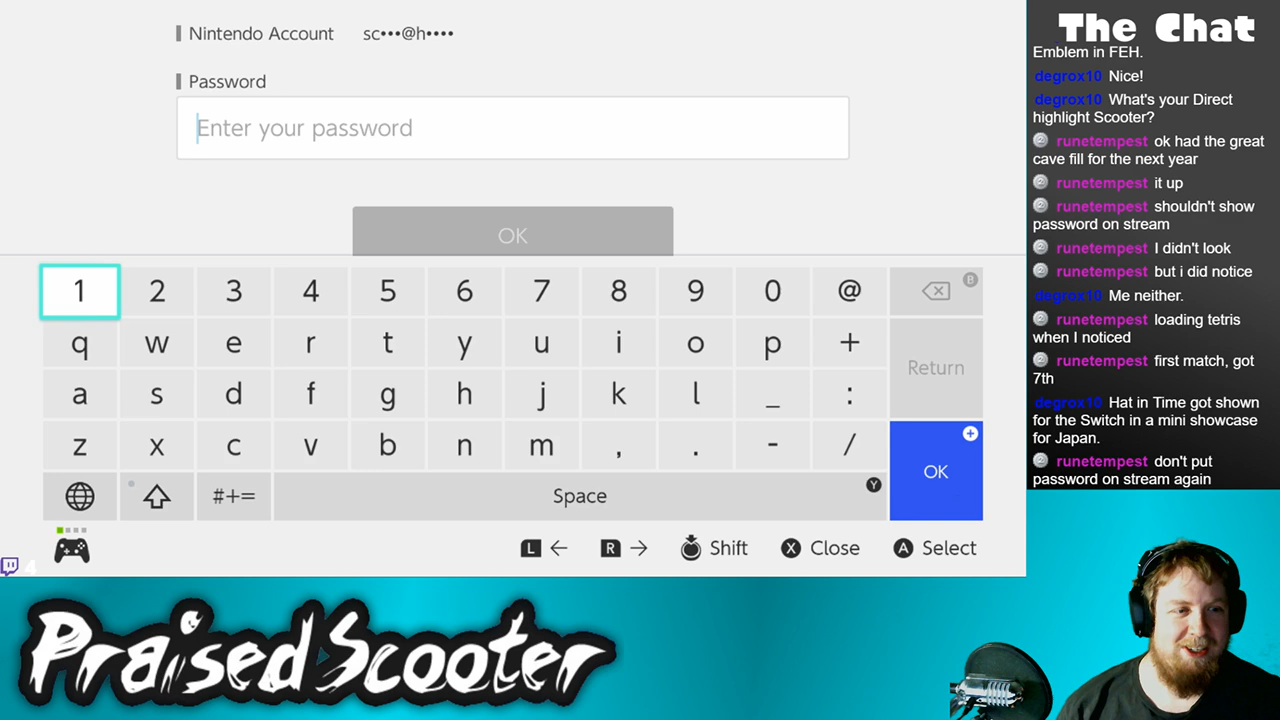 Nintendo Account sc•••@h••••
Password
Enter your password
OK
1 2 3 4 5 6 7 8 9 0 @
q w e r t y u i o p +
Return
a s d f g h j k l _ :
z x c v b n m , . - /
OK
#+= Space
L ← R → Shift X Close A Select
B
+
Y
4
PraisedScooter
The Chat
Emblem in FEH.
degrox10 Nice!
degrox10 What's your Direct
highlight Scooter?
runetempest ok had the great
cave fill for the next year
runetempest it up
runetempest shouldn't show
password on stream
runetempest I didn't look
runetempest but i did notice
degrox10 Me neither.
runetempest loading tetris
when I noticed
runetempest first match, got
7th
degrox10 Hat in Time got shown
for the Switch in a mini showcase
for Japan.
runetempest don't put
password on stream again